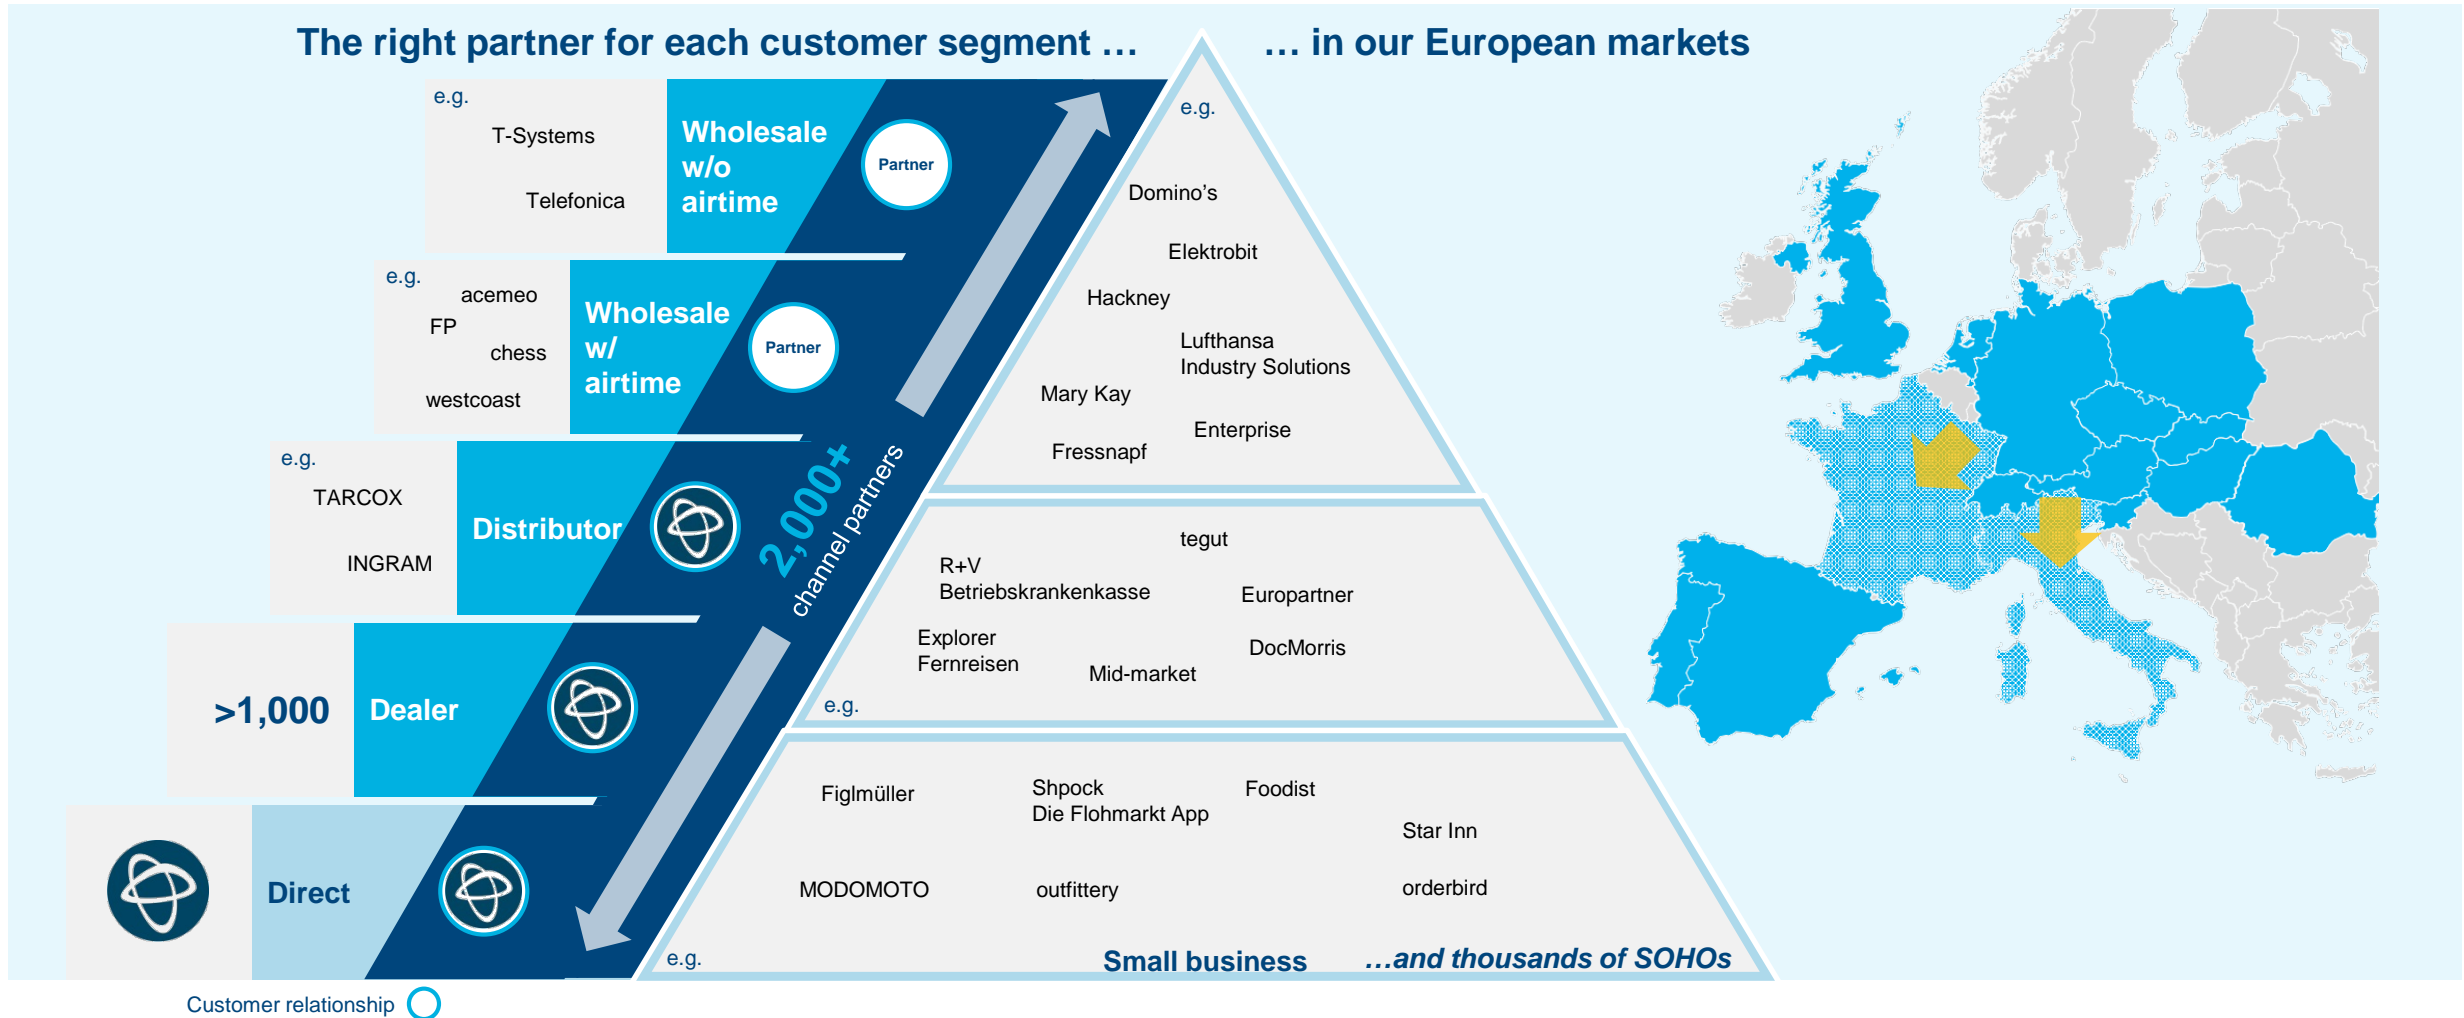 The right partner for each customer segment …
… in our European markets
e.g.
T-Systems
Telefonica
Wholesale
w/o
airtime
Partner
e.g.
acemeo
FP
chess
westcoast
Wholesale
w/
airtime
Partner
e.g.
TARCOX
INGRAM
Distributor
>1,000
Dealer
Direct
2,000+
channel partners
e.g.
Domino’s
Elektrobit
Hackney
Lufthansa
Industry Solutions
Mary Kay
Enterprise
Fressnapf
tegut
R+V
Betriebskrankenkasse
Europartner
Explorer
Fernreisen
DocMorris
Mid-market
e.g.
Figlmüller
Shpock
Die Flohmarkt App
Foodist
Star Inn
MODOMOTO
outfittery
orderbird
e.g.
Small business
…and thousands of SOHOs
Customer relationship